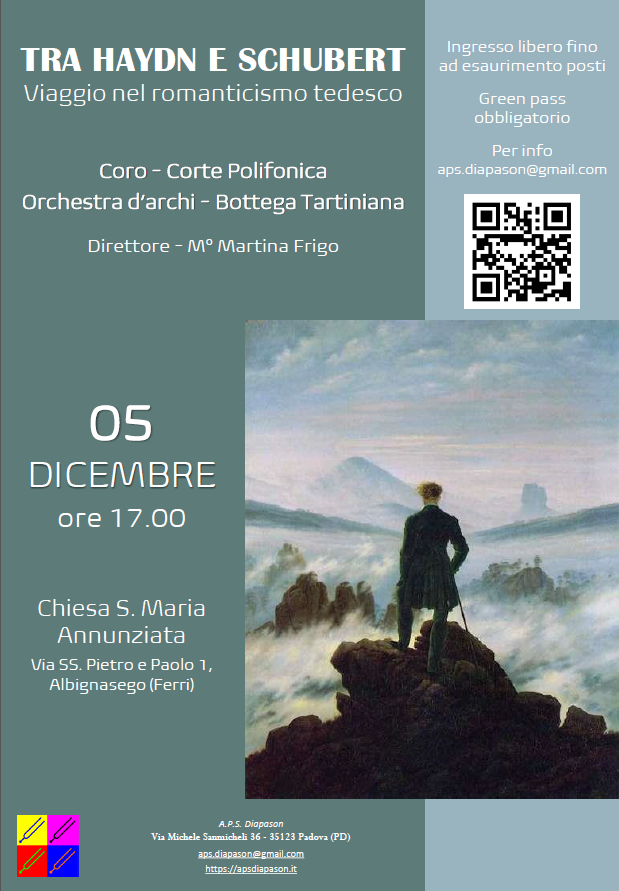 TRA HAYDN E SCHUBERT
Viaggio nel romanticismo tedesco
Coro - Corte Polifonica
Orchestra d'archi - Bottega Tartiniana
Direttore - M° Martina Frigo
Ingresso libero fino
ad esaurimento posti
Green pass
obbligatorio
Per info
aps.diapason@gmail.com
05
DICEMBRE
ore 17.00
Chiesa S. Maria
Annunziata
Via SS. Pietro e Paolo 1,
Albignasego (Ferri)
A.P.S. Diapason
Via Michele Sanmicheli 36 - 35123 Padova (PD)
aps.diapason@gmail.com
https://apsdiapason.it